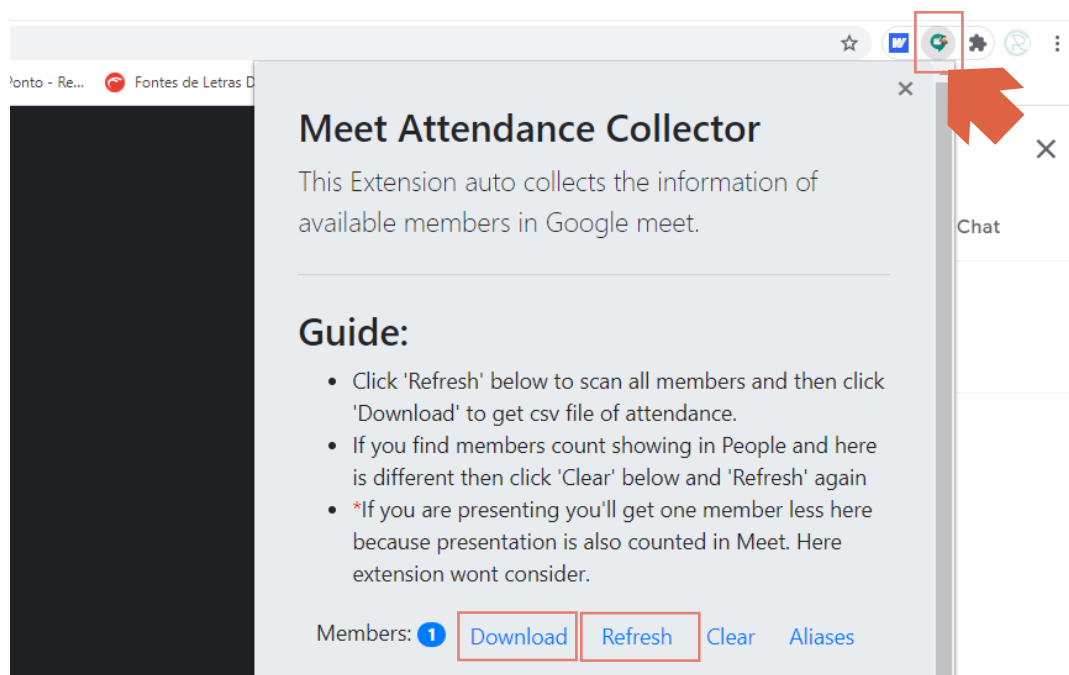 Ponto - Re...
Fontes de Letras D
Meet Attendance Collector
This Extension auto collects the information of
available members in Google meet.
Chat
Guide:
Click 'Refresh' below to scan all members and then click
'Download' to get csv file of attendance.
If you find members count showing in People and here
is different then click 'Clear' below and 'Refresh' again
*If you are presenting you'll get one member less here
because presentation is also counted in Meet. Here
extension wont consider.
Members: 1 Download Refresh Clear Aliases